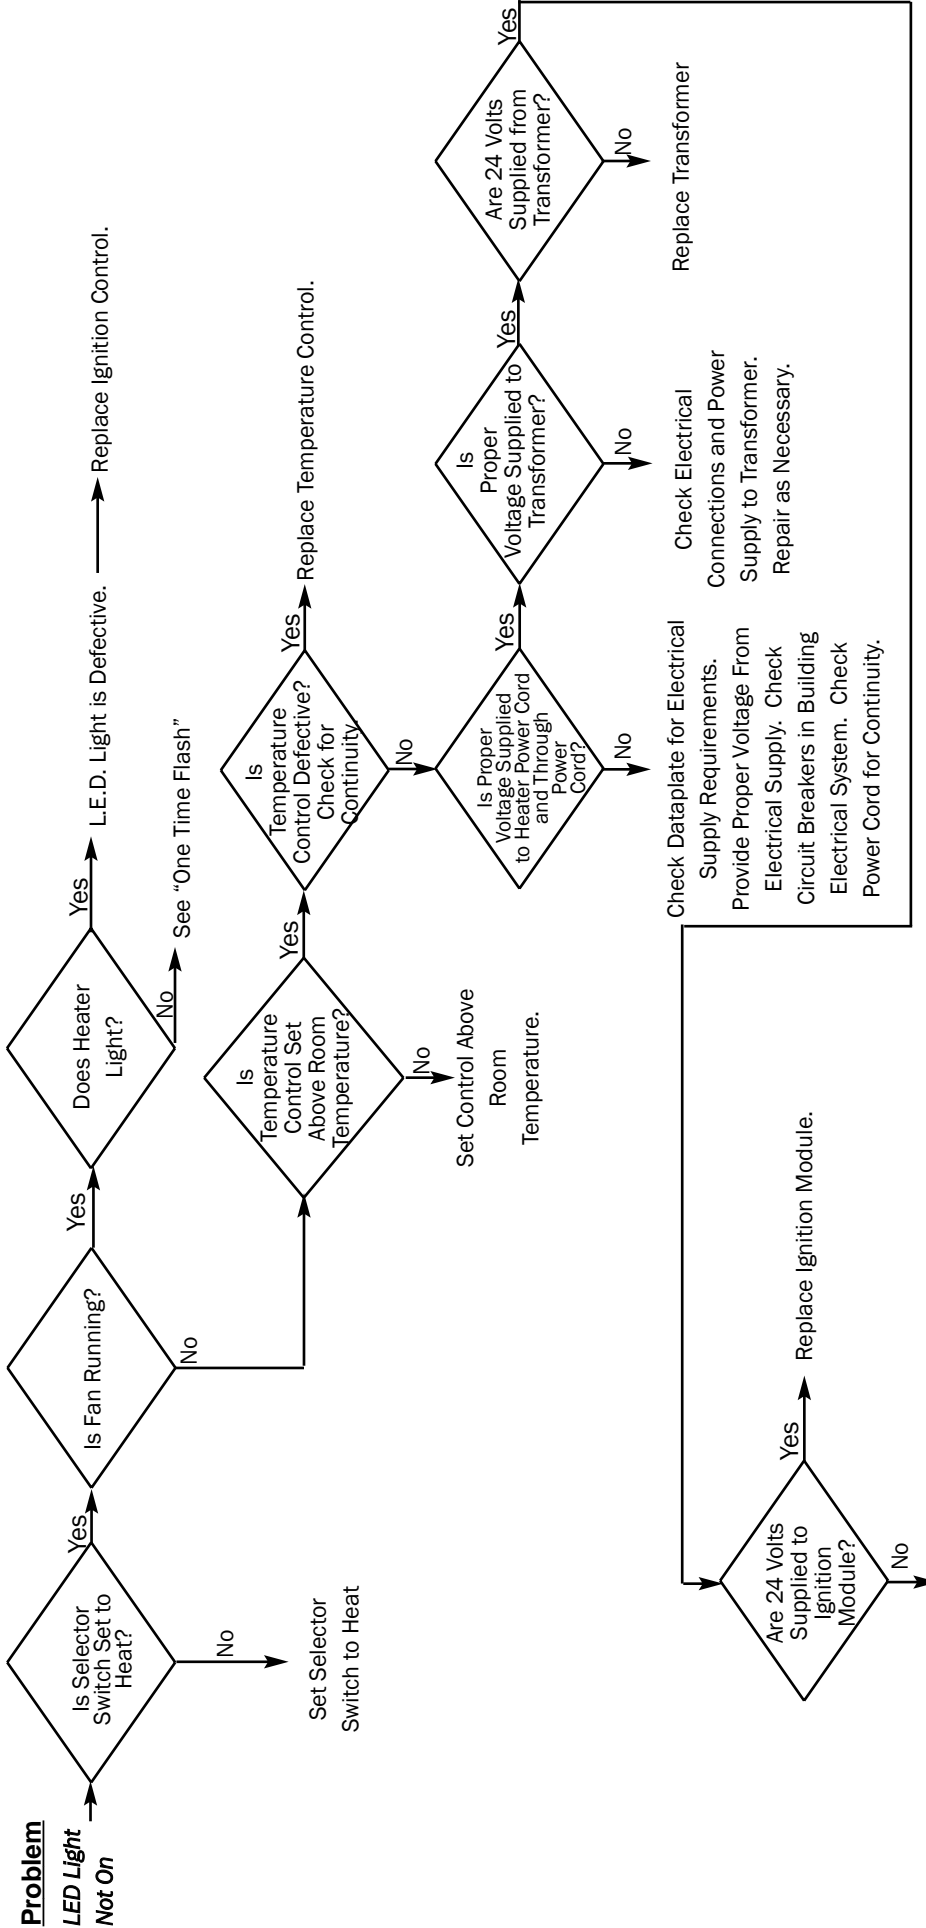 Problem
LED Light
Not On
Is Selector
Switch Set to
Heat?
Yes
No
Set Selector
Switch to Heat
Is Fan Running?
Yes
No
Does Heater
Light?
Yes
L.E.D. Light is Defective.
Replace Ignition Control.
No
See “One Time Flash”
Is
Temperature
Control Set
Above Room
Temperature?
Yes
No
Set Control Above
Room
Temperature.
Is
Temperature
Control Defective?
Check for
Continuity.
Yes
Replace Temperature Control.
No
Is Proper
Voltage Supplied
to Heater Power Cord
and Through
Power
Cord?
Yes
No
Check Dataplate for Electrical
Supply Requirements.
Provide Proper Voltage From
Electrical Supply. Check
Circuit Breakers in Building
Electrical System. Check
Power Cord for Continuity.
Is
Proper
Voltage Supplied to
Transformer?
Yes
No
Check Electrical
Connections and Power
Supply to Transformer.
Repair as Necessary.
Are 24 Volts
Supplied from
Transformer?
Yes
No
Replace Transformer
Are 24 Volts
Supplied to
Ignition
Module?
Yes
Replace Ignition Module.
No